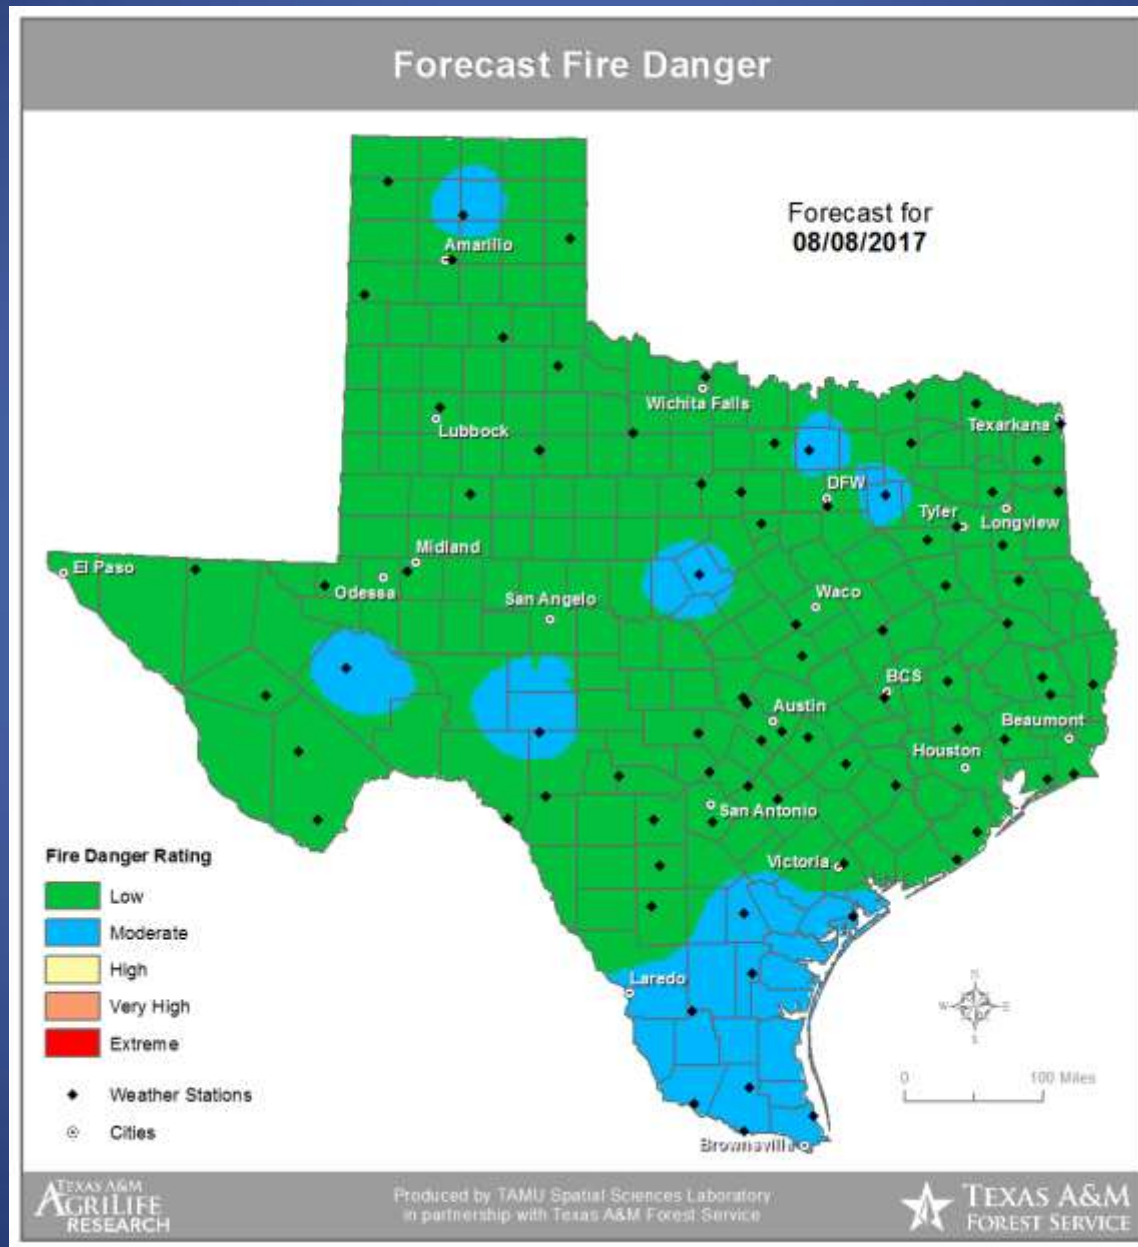 Forecast Fire Danger
Forecast for
08/08/2017
Amarillo
Wichita Falls
Texarkana
Lubbock
DFW
Tyler
Longview
Midland
El Paso
Odessa
San Angelo
Waco
BCS
Austin
Beaumont
Houston
San Antonio
Victoria
Fire Danger Rating
Low
Moderate
High
Very High
Extreme
Weather Stations
Cities
Laredo
Brownsville
N
W
E
S
0
100 Miles
TEXAS A&M
AGRILIFE
RESEARCH
Produced by TAMU Spatial Sciences Laboratory
in partnership with Texas A&M Forest Service
TEXAS A&M
FOREST SERVICE